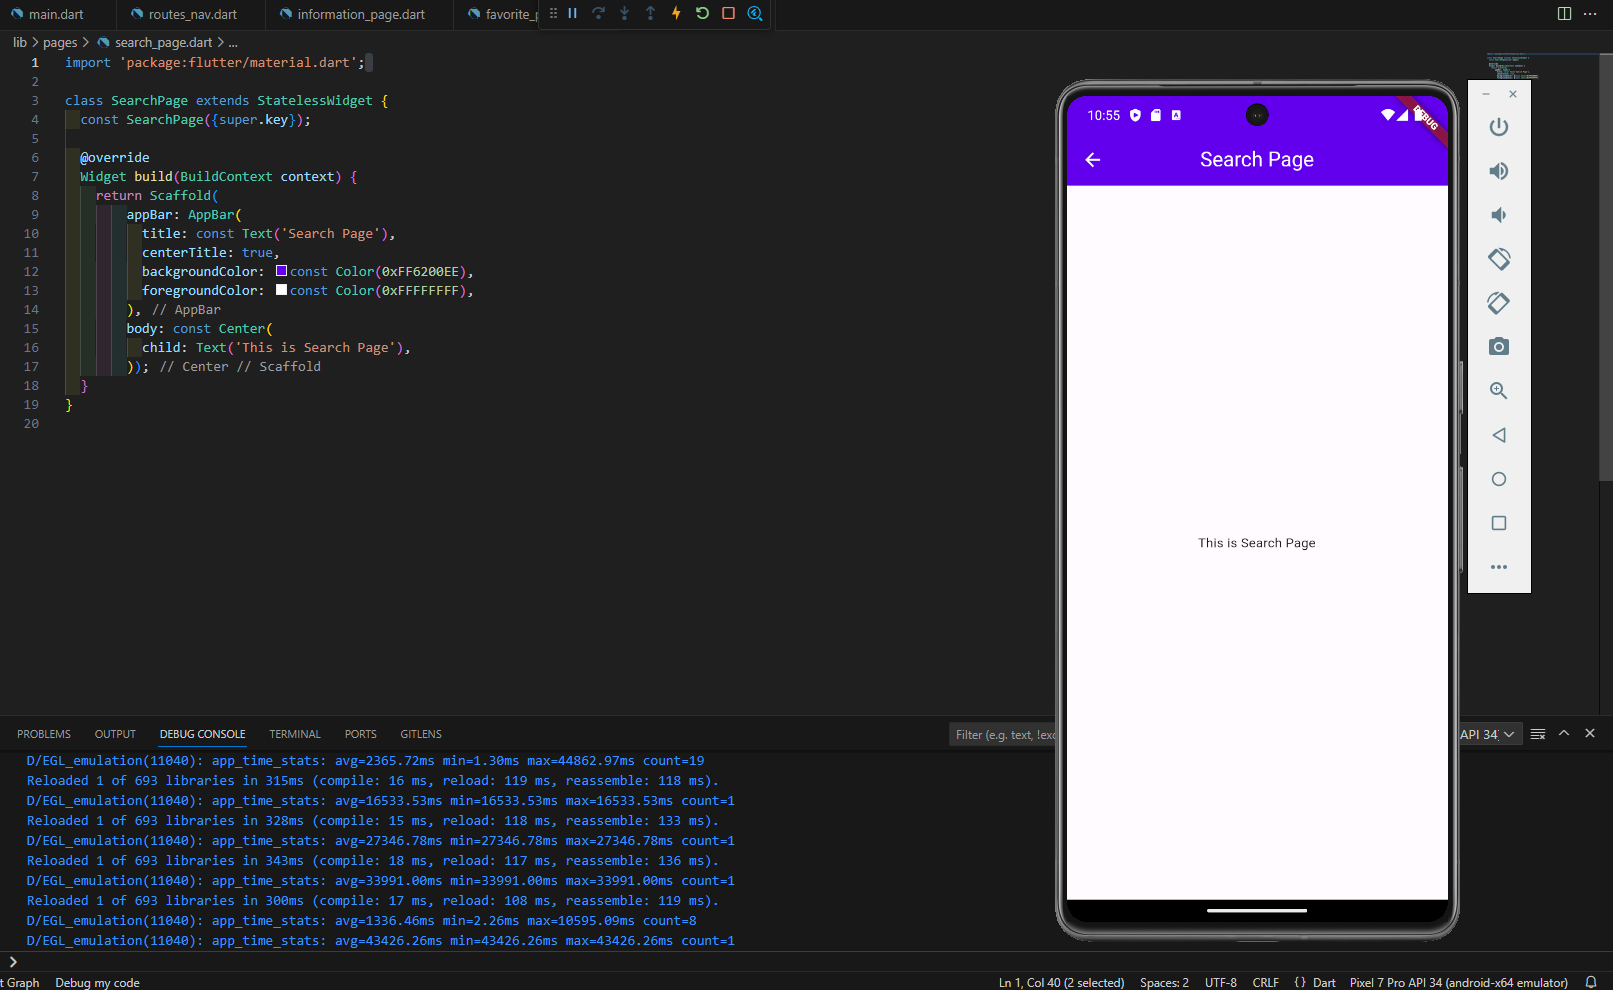 main.dart
routes_nav.dart
information_page.dart
favorite_p
lib > pages > search_page.dart > ...
1 import 'package:flutter/material.dart';
2
3 class SearchPage extends StatelessWidget {
4 const SearchPage({super.key});
5
6 @override
7 Widget build(BuildContext context) {
8 return Scaffold(
9 appBar: AppBar(
10 title: const Text('Search Page'),
11 centerTitle: true,
12 backgroundColor: const Color(0xFF6200EE),
13 foregroundColor: const Color(0xFFFFFFFF),
14 ), // AppBar
15 body: const Center(
16 child: Text('This is Search Page'),
17 )); // Center // Scaffold
18 }
19 }
20
10:55
DEBUG
Search Page
This is Search Page
PROBLEMS OUTPUT DEBUG CONSOLE TERMINAL PORTS GITLENS
Filter (e.g. text, !exc
API 34)
D/EGL_emulation(11040): app_time_stats: avg=2365.72ms min=1.30ms max=44862.97ms count=19
Reloaded 1 of 693 libraries in 315ms (compile: 16 ms, reload: 119 ms, reassemble: 118 ms).
D/EGL_emulation(11040): app_time_stats: avg=16533.53ms min=16533.53ms max=16533.53ms count=1
Reloaded 1 of 693 libraries in 328ms (compile: 15 ms, reload: 118 ms, reassemble: 133 ms).
D/EGL_emulation(11040): app_time_stats: avg=27346.78ms min=27346.78ms max=27346.78ms count=1
Reloaded 1 of 693 libraries in 343ms (compile: 18 ms, reload: 117 ms, reassemble: 136 ms).
D/EGL_emulation(11040): app_time_stats: avg=33991.00ms min=33991.00ms max=33991.00ms count=1
Reloaded 1 of 693 libraries in 300ms (compile: 17 ms, reload: 108 ms, reassemble: 119 ms).
D/EGL_emulation(11040): app_time_stats: avg=1336.46ms min=2.26ms max=10595.09ms count=8
D/EGL_emulation(11040): app_time_stats: avg=43426.26ms min=43426.26ms max=43426.26ms count=1
>
t Graph Debug my code
Ln 1, Col 40 (2 selected) Spaces: 2 UTF-8 CRLF {} Dart Pixel 7 Pro API 34 (android-x64 emulator)